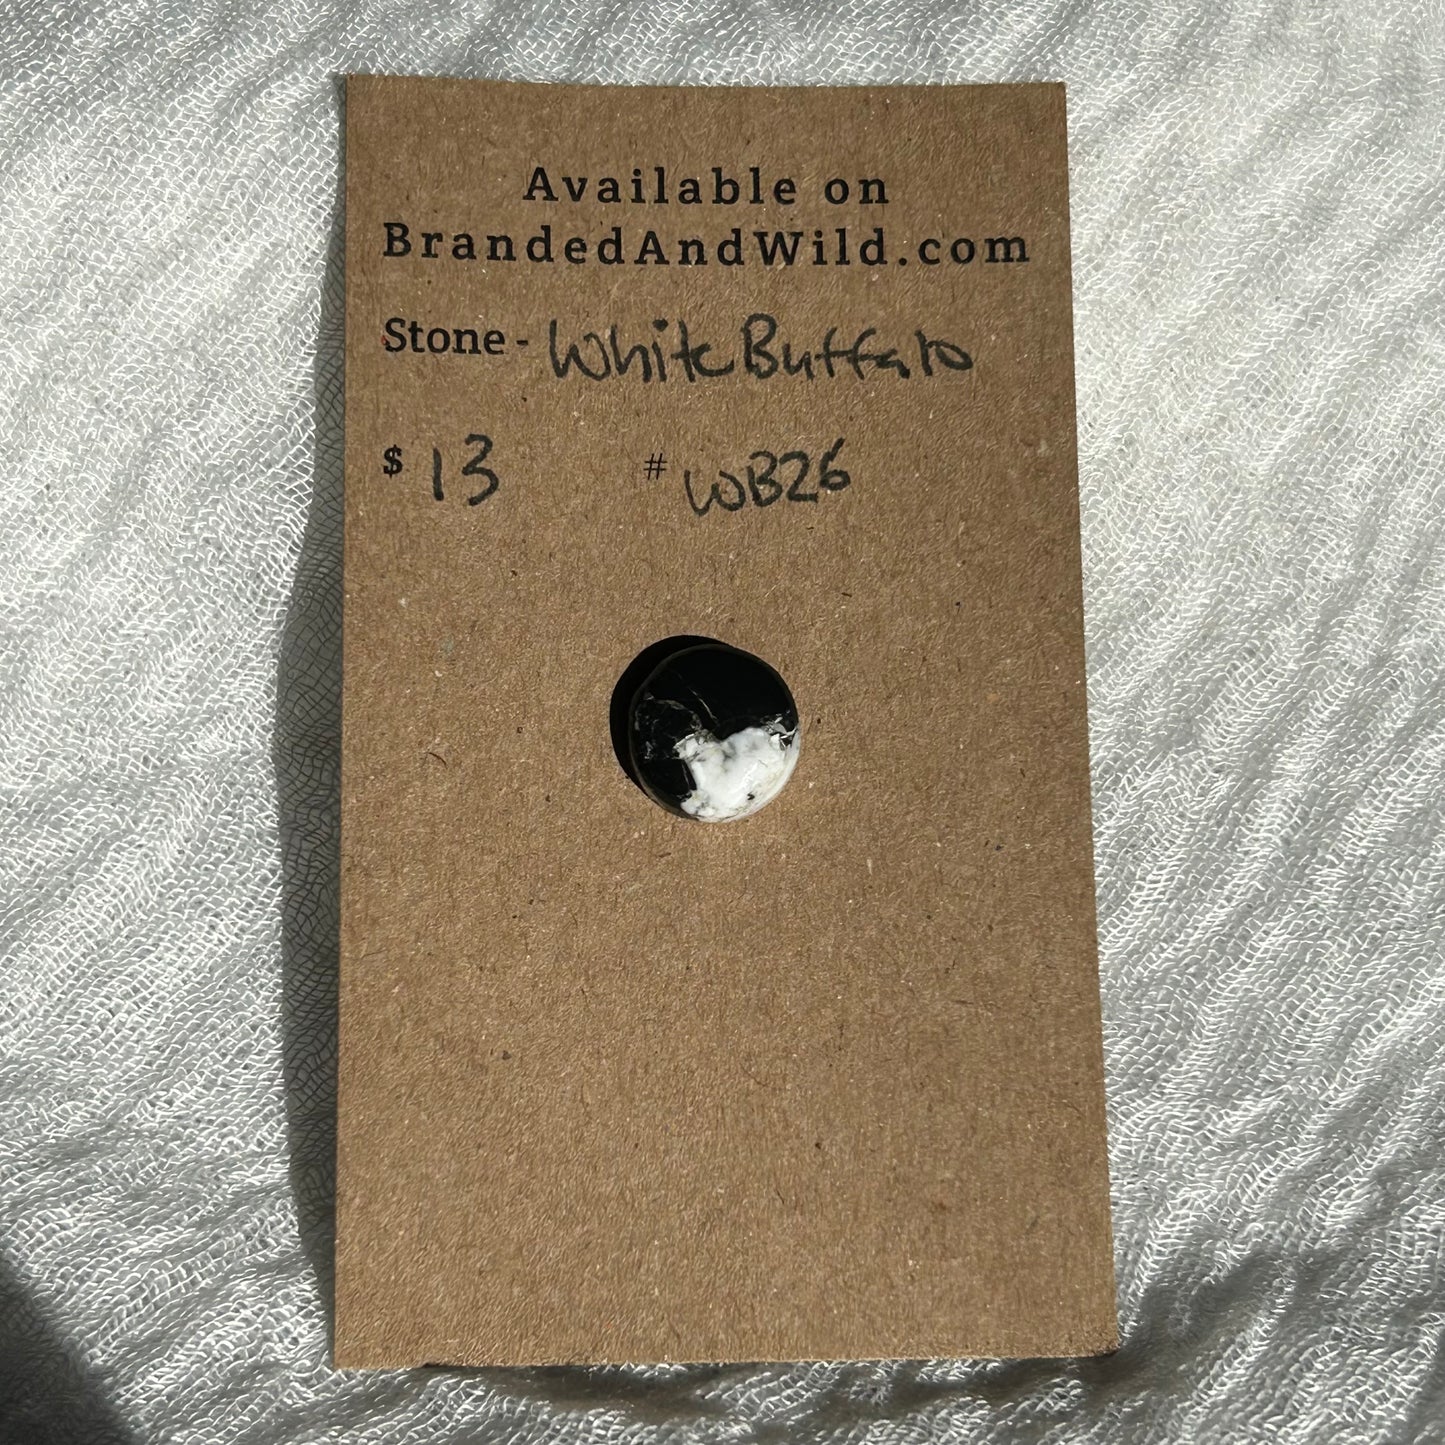 Available on
BrandedAndWild.com
Stone - White Buffalo
$ 13 # WB26